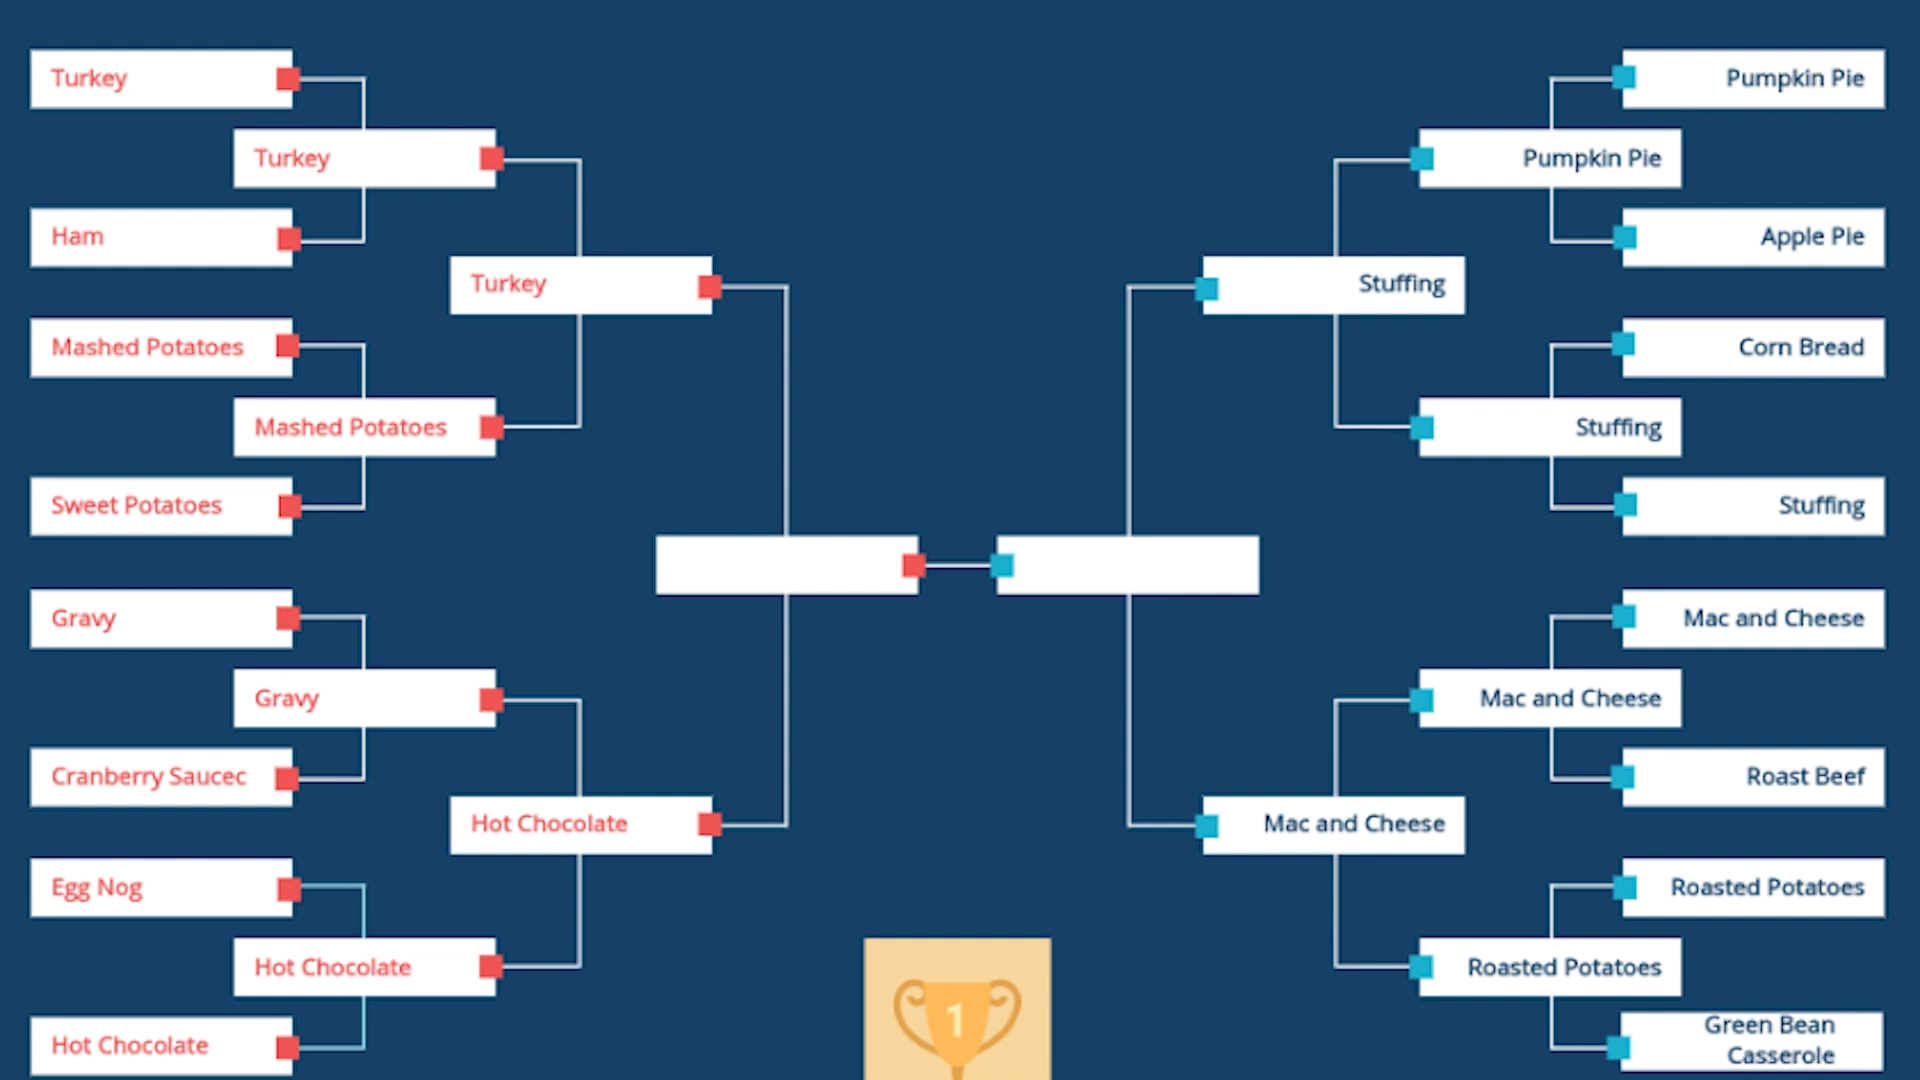 Turkey
Turkey
Ham
Turkey
Mashed Potatoes
Mashed Potatoes
Sweet Potatoes
Gravy
Gravy
Cranberry Saucec
Hot Chocolate
Egg Nog
Hot Chocolate
Hot Chocolate
1
Pumpkin Pie
Pumpkin Pie
Apple Pie
Stuffing
Corn Bread
Stuffing
Stuffing
Mac and Cheese
Mac and Cheese
Roast Beef
Mac and Cheese
Roasted Potatoes
Roasted Potatoes
Green Bean
Casserole